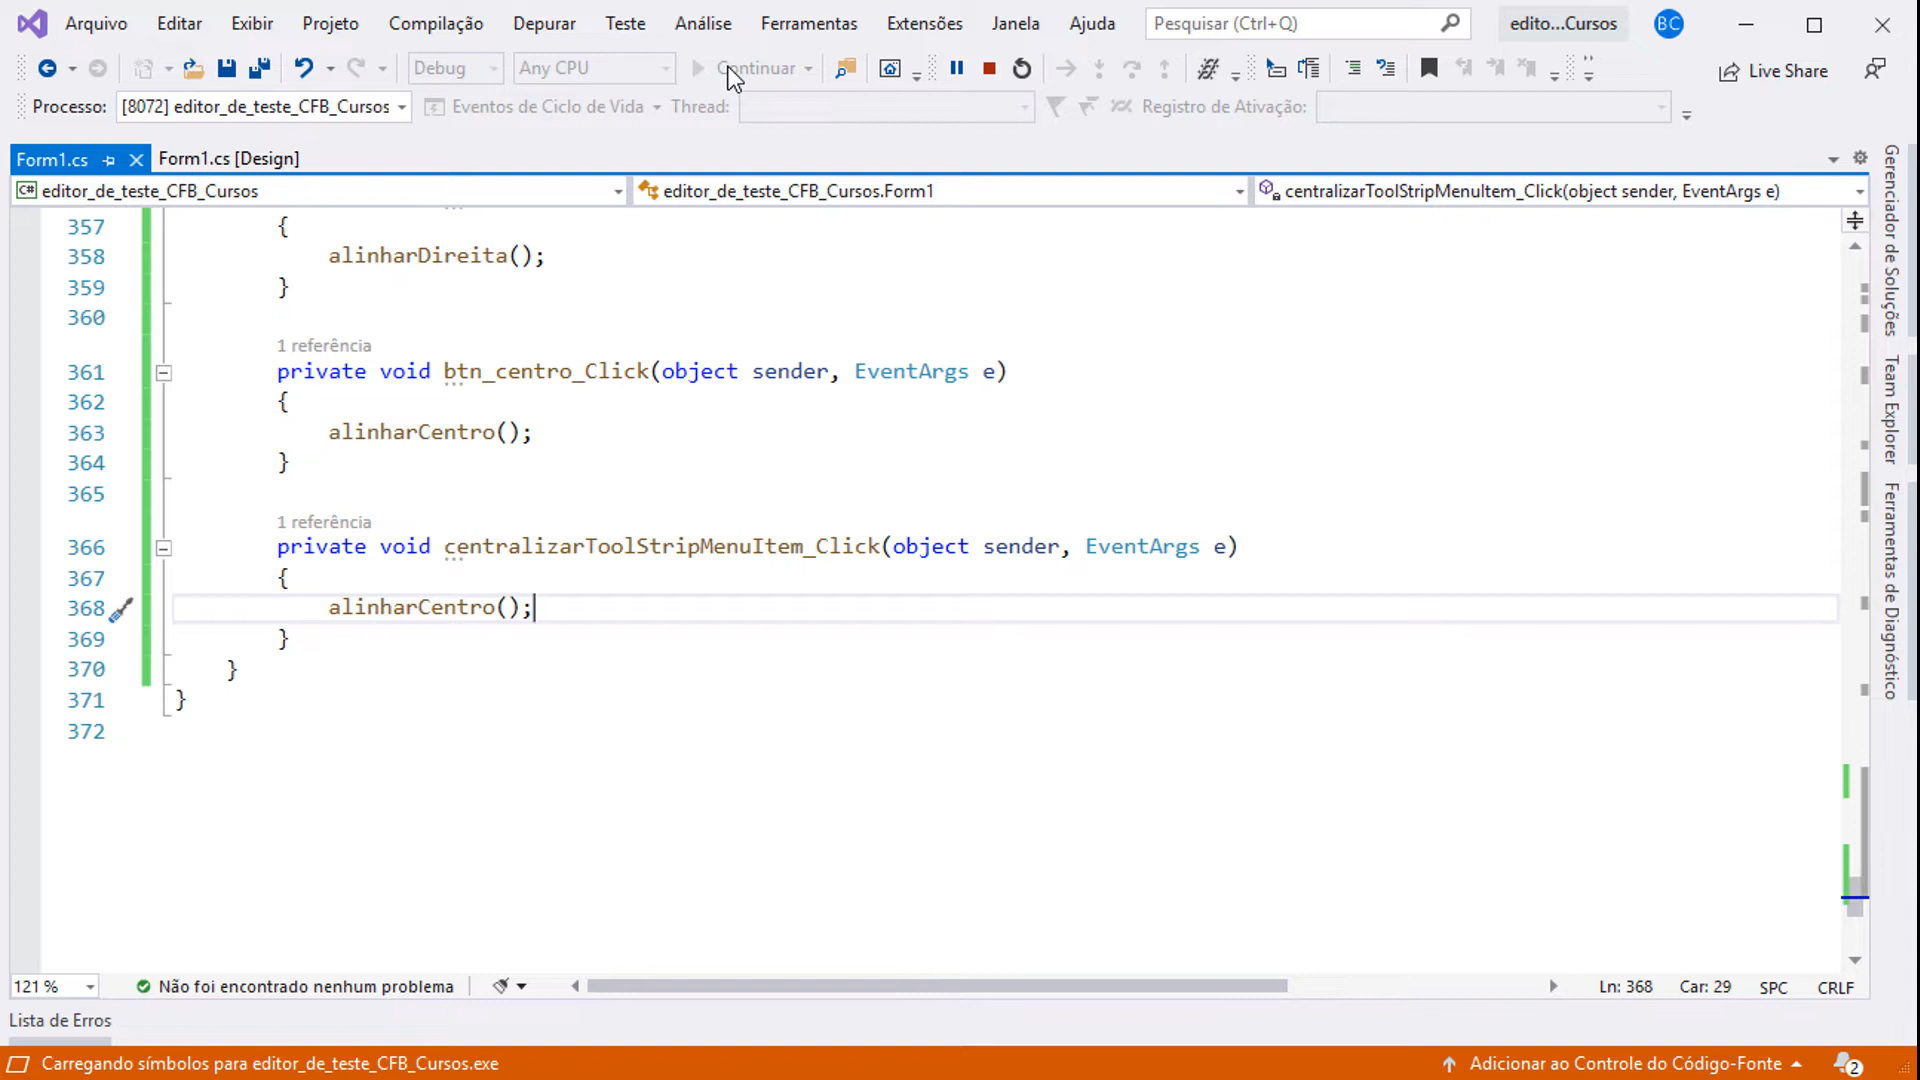 Arquivo Editar Exibir Projeto Compilação Depurar Teste Análise Ferramentas Extensões Janela Ajuda Pesquisar (Ctrl+Q) edito...Cursos BC
Debug Any CPU Continuar Live Share
Processo: [8072] editor_de_teste_CFB_Cursos Eventos de Ciclo de Vida Thread: Registro de Ativação:
Form1.cs Form1.cs [Design]
C# editor_de_teste_CFB_Cursos editor_de_teste_CFB_Cursos.Form1 centralizarToolStripMenuItem_Click(object sender, EventArgs e)
357 {
358 alinharDireita();
359 }
360
1 referência
361 private void btn_centro_Click(object sender, EventArgs e)
362 {
363 alinharCentro();
364 }
365
1 referência
366 private void centralizarToolStripMenuItem_Click(object sender, EventArgs e)
367 {
368 alinharCentro();
369 }
370 }
371 }
372
Gerenciador de Soluções
Team Explorer
Ferramentas de Diagnóstico
121 % Não foi encontrado nenhum problema Ln: 368 Car: 29 SPC CRLF
Lista de Erros
Carregando símbolos para editor_de_teste_CFB_Cursos.exe Adicionar ao Controle do Código-Fonte 2